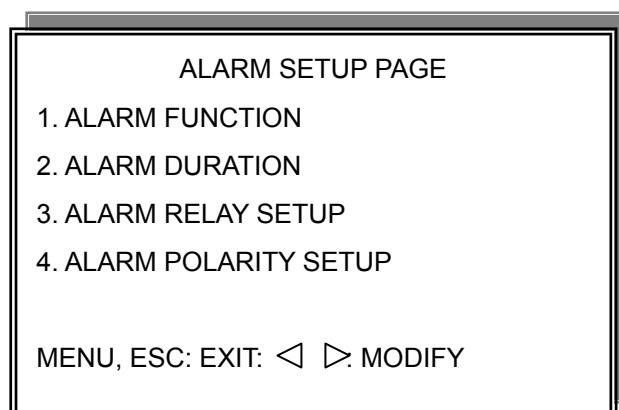 ALARM SETUP PAGE
1. ALARM FUNCTION
2. ALARM DURATION
3. ALARM RELAY SETUP
4. ALARM POLARITY SETUP
MENU, ESC: EXIT: ◁ ▷: MODIFY